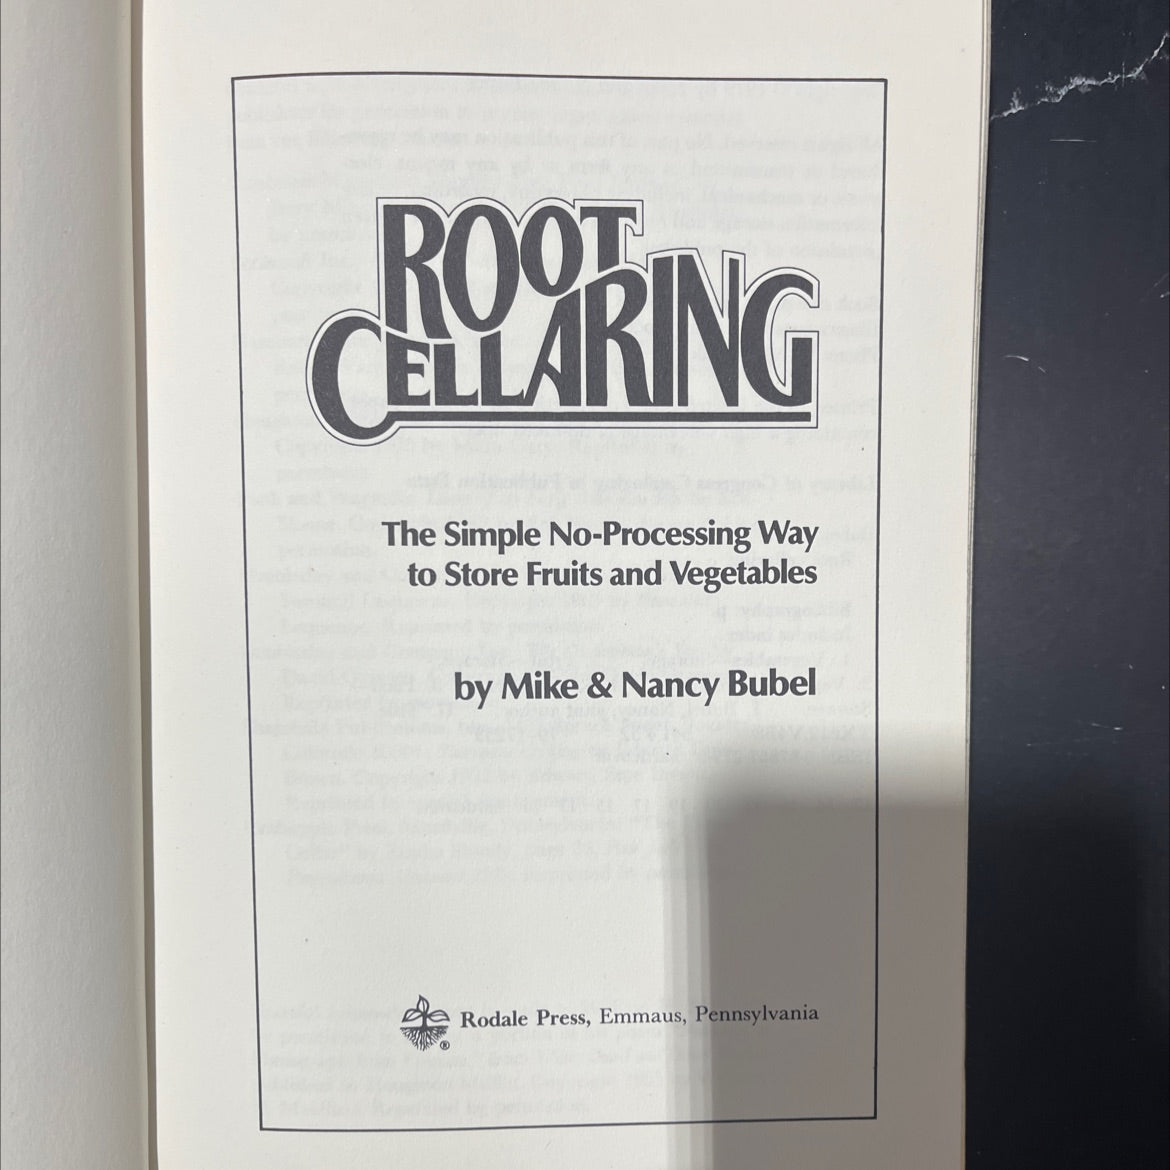 ROOT
CELLARING
The Simple No-Processing Way
to Store Fruits and Vegetables
by Mike & Nancy Bubel
® Rodale Press, Emmaus, Pennsylvania